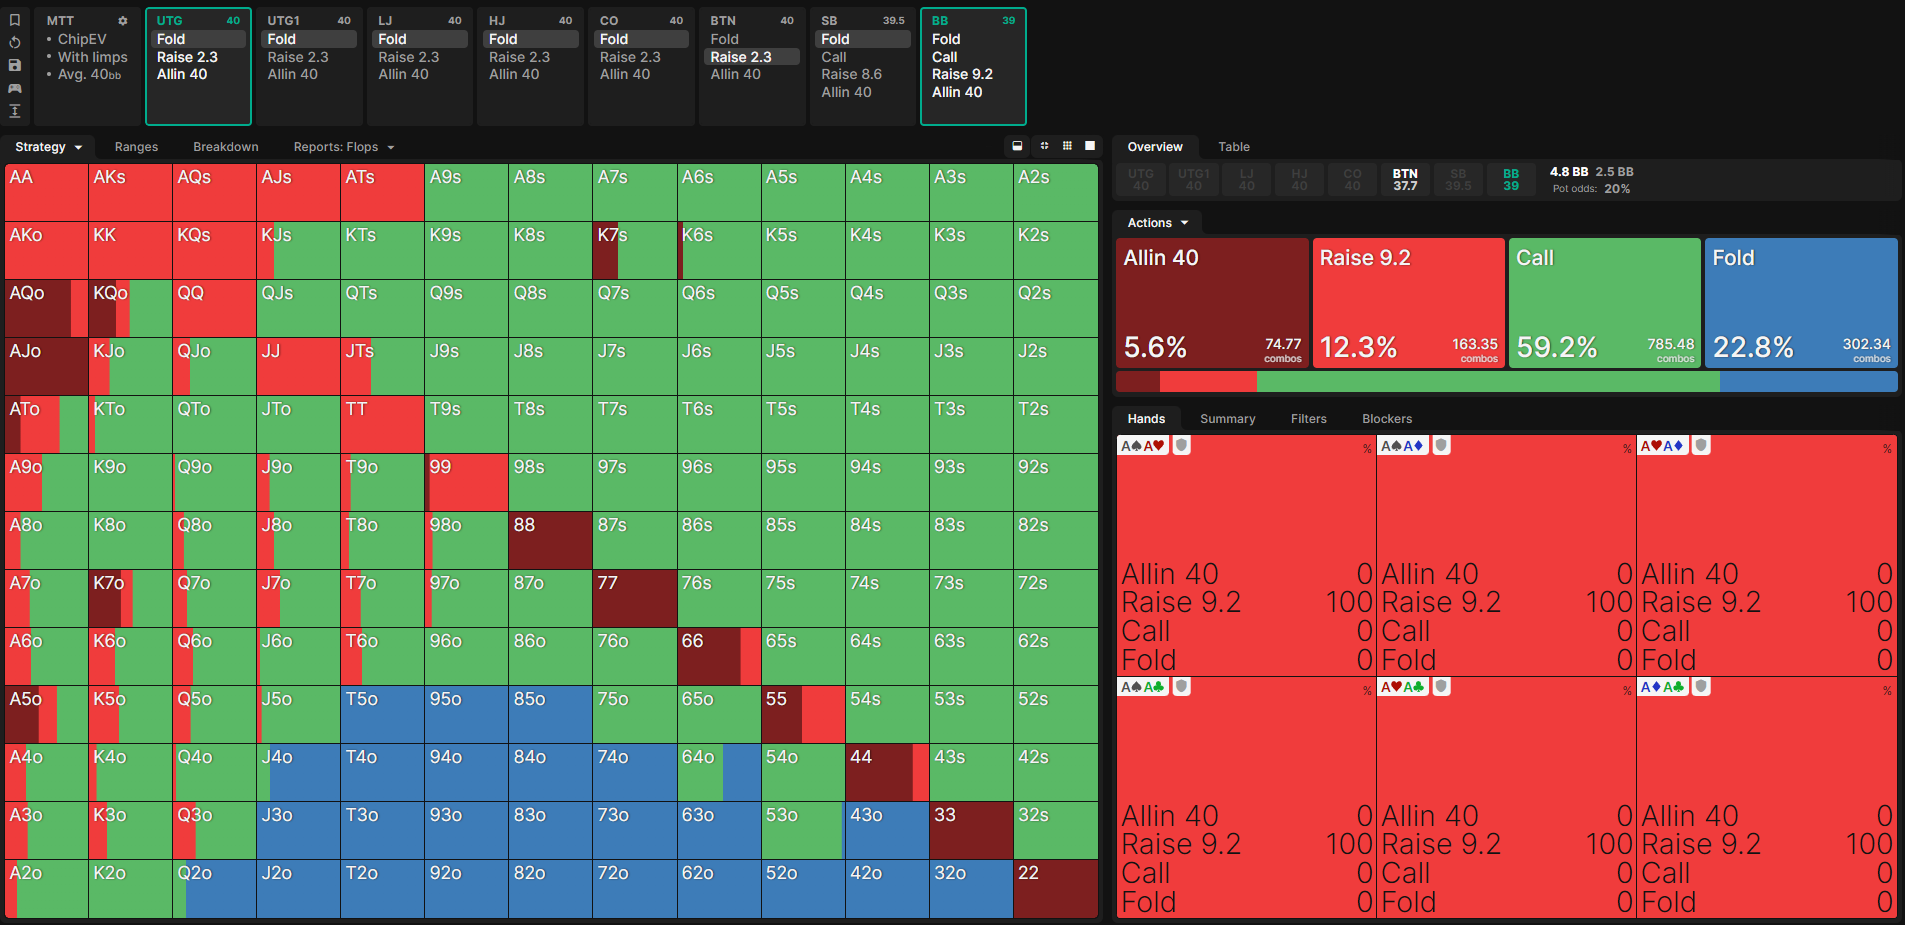 MTT
• ChipEV
• With limps
• Avg. 40bb
UTG 40
Fold
Raise 2.3
Allin 40
UTG1 40
Fold
Raise 2.3
Allin 40
LJ 40
Fold
Raise 2.3
Allin 40
HJ 40
Fold
Raise 2.3
Allin 40
CO 40
Fold
Raise 2.3
Allin 40
BTN 40
Fold
Raise 2.3
Allin 40
SB 39.5
Fold
Call
Raise 8.6
Allin 40
BB 39
Fold
Call
Raise 9.2
Allin 40
Strategy Ranges Breakdown Reports: Flops
AA AKs AQs AJs ATs A9s A8s A7s A6s A5s A4s A3s A2s
AKo KK KQs KJs KTs K9s K8s K7s K6s K5s K4s K3s K2s
AQo KQo QQ QJs QTs Q9s Q8s Q7s Q6s Q5s Q4s Q3s Q2s
AJo KJo QJo JJ JTs J9s J8s J7s J6s J5s J4s J3s J2s
ATo KTo QTo JTo TT T9s T8s T7s T6s T5s T4s T3s T2s
A9o K9o Q9o J9o T9o 99 98s 97s 96s 95s 94s 93s 92s
A8o K8o Q8o J8o T8o 98o 88 87s 86s 85s 84s 83s 82s
A7o K7o Q7o J7o T7o 97o 87o 77 76s 75s 74s 73s 72s
A6o K6o Q6o J6o T6o 96o 86o 76o 66 65s 64s 63s 62s
A5o K5o Q5o J5o T5o 95o 85o 75o 65o 55 54s 53s 52s
A4o K4o Q4o J4o T4o 94o 84o 74o 64o 54o 44 43s 42s
A3o K3o Q3o J3o T3o 93o 83o 73o 63o 53o 43o 33 32s
A2o K2o Q2o J2o T2o 92o 82o 72o 62o 52o 42o 32o 22
Overview Table
UTG UTG1 LJ HJ CO BTN SB BB 4.8 BB 2.5 BB
40 40 40 40 40 37.7 39.5 39 Pot odds: 20%
Actions
Allin 40 Raise 9.2 Call Fold
5.6% 74.77 combos 12.3% 163.35 combos 59.2% 785.48 combos 22.8% 302.34 combos
Hands Summary Filters Blockers
A♠A♥ % A♠A♦ % A♥A♦ %
Allin 40 0 Allin 40 0 Allin 40 0
Raise 9.2 100 Raise 9.2 100 Raise 9.2 100
Call 0 Call 0 Call 0
Fold 0 Fold 0 Fold 0
A♠A♣ % A♥A♣ % A♦A♣ %
Allin 40 0 Allin 40 0 Allin 40 0
Raise 9.2 100 Raise 9.2 100 Raise 9.2 100
Call 0 Call 0 Call 0
Fold 0 Fold 0 Fold 0